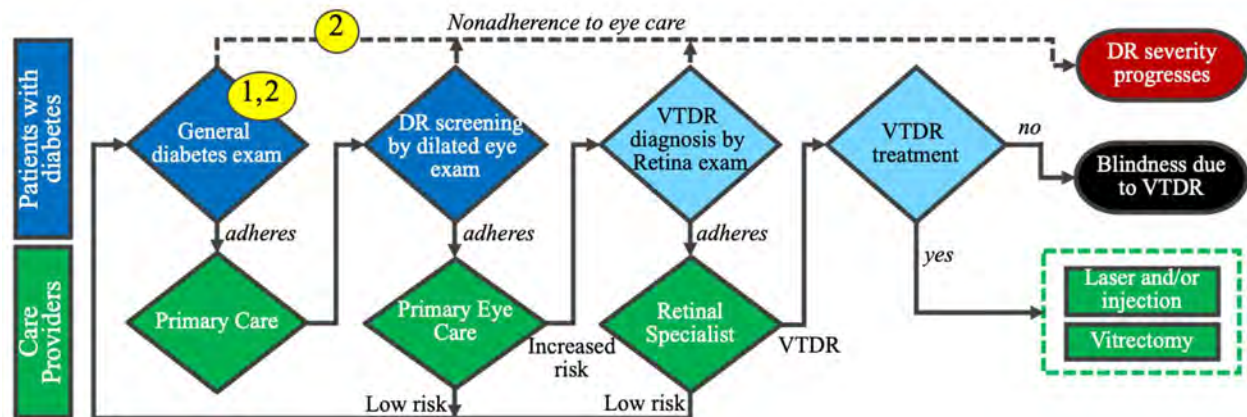 2
Nonadherence to eye care
Patients with
diabetes
1,2
General
diabetes exam
DR screening
by dilated eye
exam
VTDR
diagnosis by
Retina exam
VTDR
treatment
DR severity
progresses
no
Blindness due
to VTDR
adheres
adheres
adheres
yes
Care
Providers
Primary Care
Primary Eye
Care
Increased
risk
Retinal
Specialist
VTDR
Laser and/or
injection
Vitrectomy
Low risk
Low risk